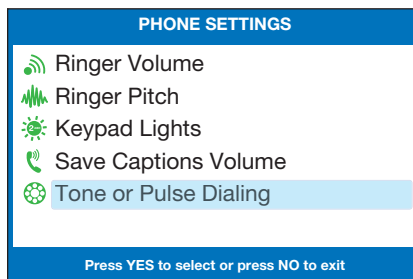 PHONE SETTINGS
Ringer Volume
Ringer Pitch
2
Keypad Lights
Save Captions Volume
Tone or Pulse Dialing
Press YES to select or press NO to exit